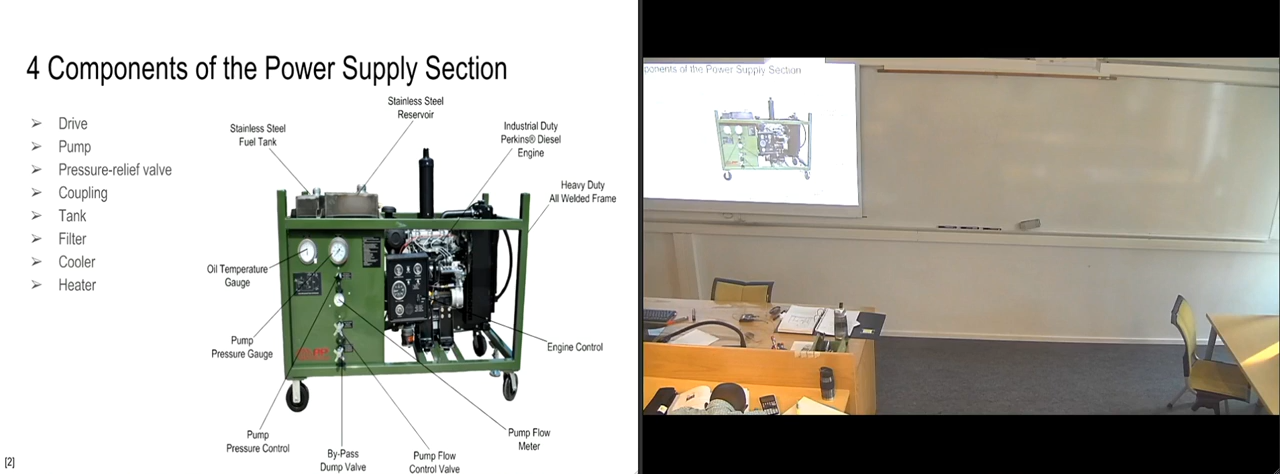 4 Components of the Power Supply Section
➢ Drive
➢ Pump
➢ Pressure-relief valve
➢ Coupling
➢ Tank
➢ Filter
➢ Cooler
➢ Heater
Stainless Steel
Fuel Tank
Stainless Steel
Reservoir
Industrial Duty
Perkins® Diesel
Engine
Heavy Duty
All Welded Frame
Oil Temperature
Gauge
Pump
Pressure Gauge
Engine Control
Pump
Pressure Control
By-Pass
Dump Valve
Pump Flow
Control Valve
Pump Flow
Meter
[2]
ponents of the Power Supply Section